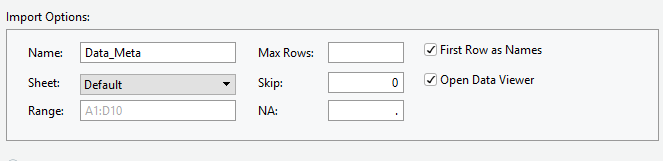 Import Options:
Name: Data_Meta Max Rows: First Row as Names
Sheet: Default Skip: 0 Open Data Viewer
Range: A1:D10 NA: .